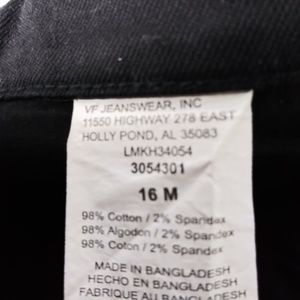 VF JEANSWEAR, INC
11550 HIGHWAY 278 EAST
HOLLY POND, AL 35083
LMKH34054
3054301
16 M
98% Cotton / 2% Spandex
98% Algodon / 2% Spandex
98% Coton / 2% Spandex
MADE IN BANGLADESH
HECHO EN BANGLADESH
FABRIQUE AU BANGLADESH